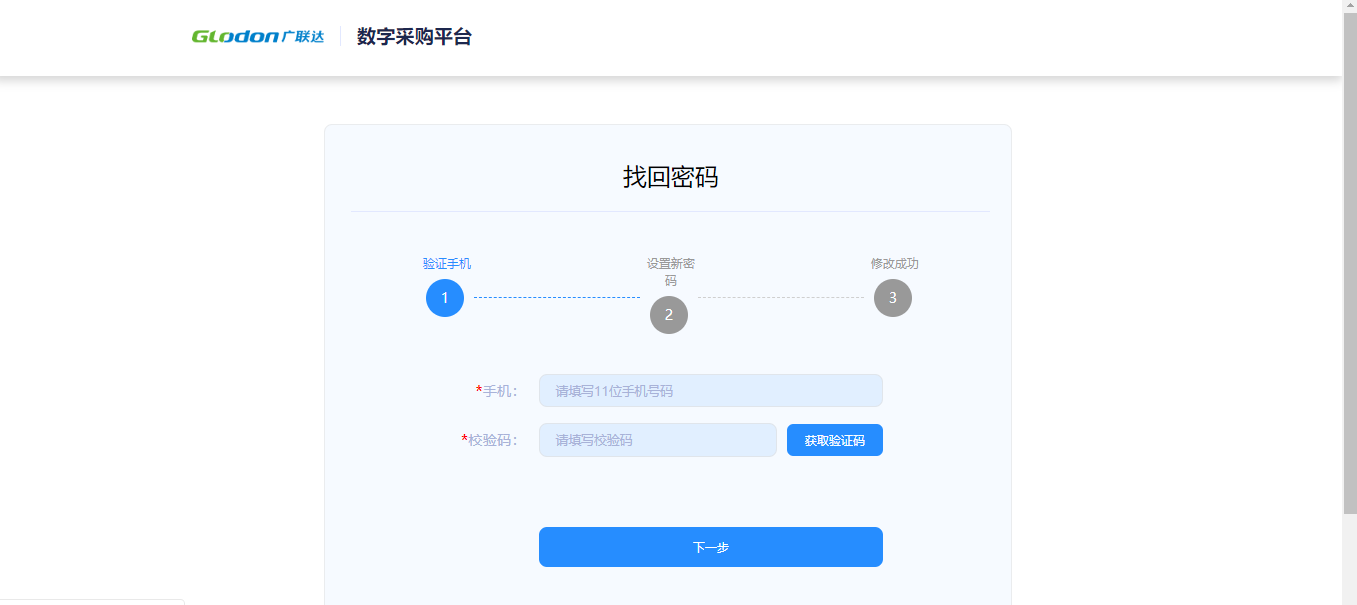 GLodon广联达 数字采购平台
找回密码
验证手机 设置新密码 修改成功
1 2 3
*手机： 请填写11位手机号码
*校验码： 请填写校验码 获取验证码
下一步